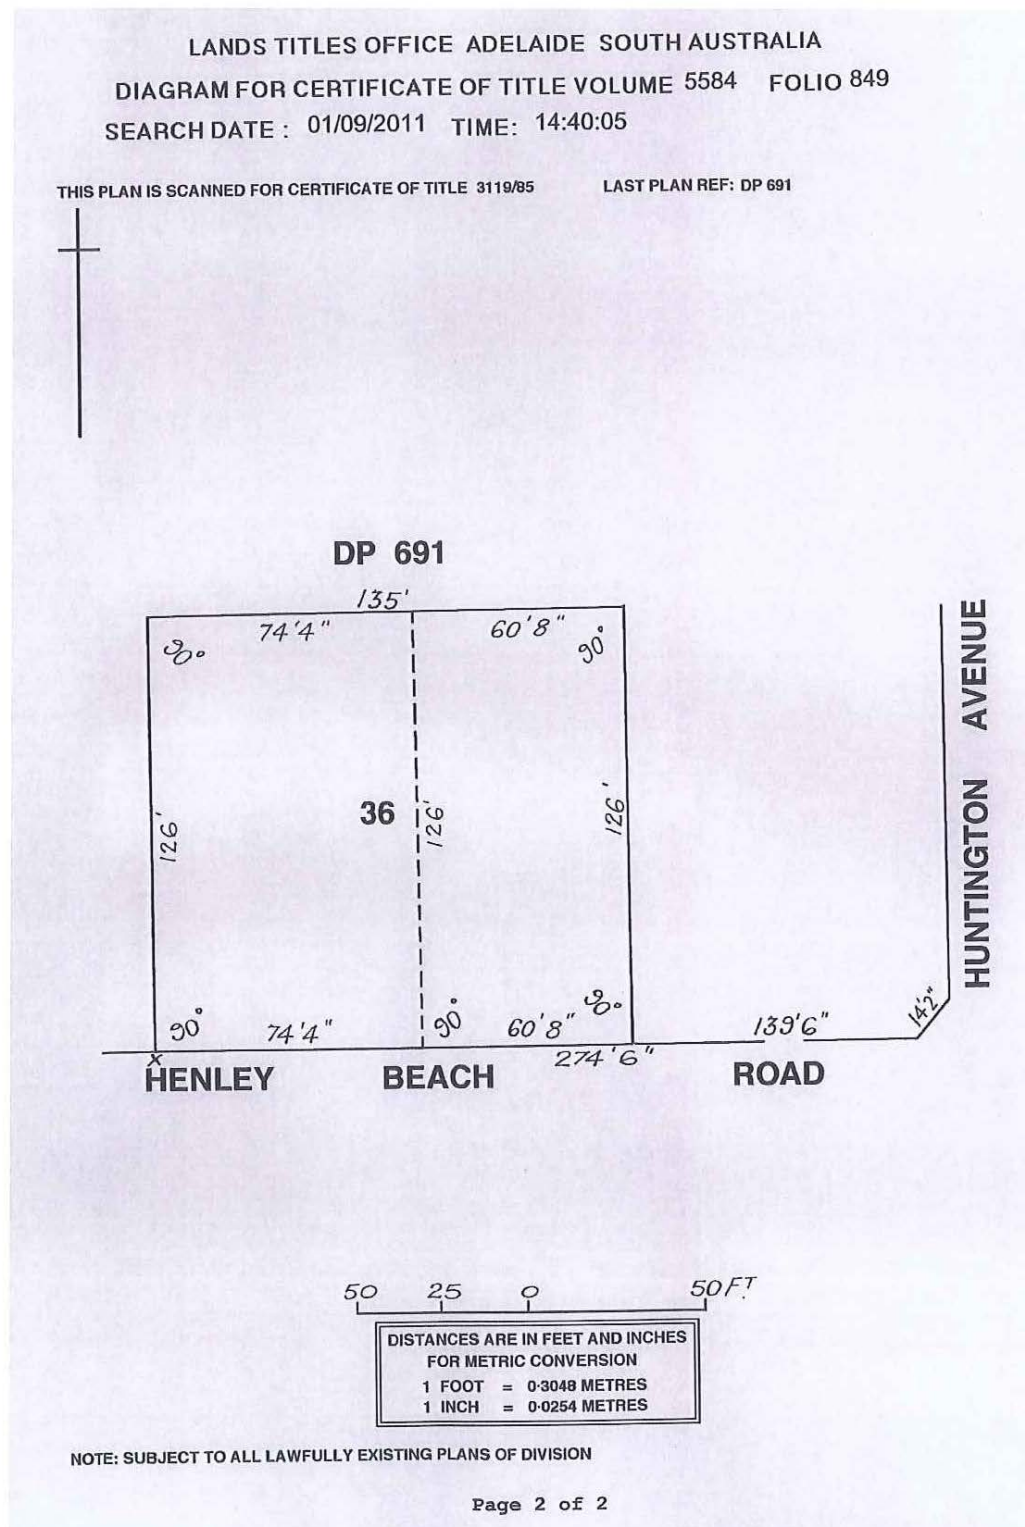 LANDS TITLES OFFICE ADELAIDE SOUTH AUSTRALIA
DIAGRAM FOR CERTIFICATE OF TITLE VOLUME 5584 FOLIO 849
SEARCH DATE : 01/09/2011 TIME: 14:40:05
THIS PLAN IS SCANNED FOR CERTIFICATE OF TITLE 3119/85 LAST PLAN REF: DP 691
DP 691
135'
74'4" 60'8"
90° 90°
HUNTINGTON AVENUE
126' 36 126' 126'
90° 74'4" 90° 60'8" 90° 139'6" 14'2"
x 274'6"
HENLEY BEACH ROAD
50 25 0 50 FT.
DISTANCES ARE IN FEET AND INCHES
FOR METRIC CONVERSION
1 FOOT = 0·3048 METRES
1 INCH = 0·0254 METRES
NOTE: SUBJECT TO ALL LAWFULLY EXISTING PLANS OF DIVISION
Page 2 of 2